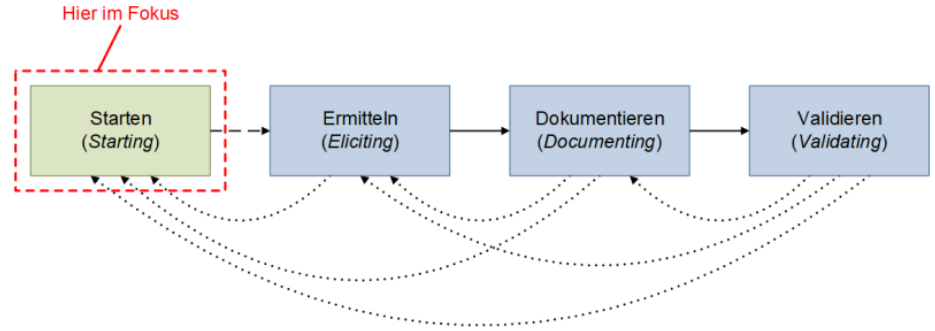 Hier im Fokus
Starten
(Starting)
Ermitteln
(Eliciting)
Dokumentieren
(Documenting)
Validieren
(Validating)